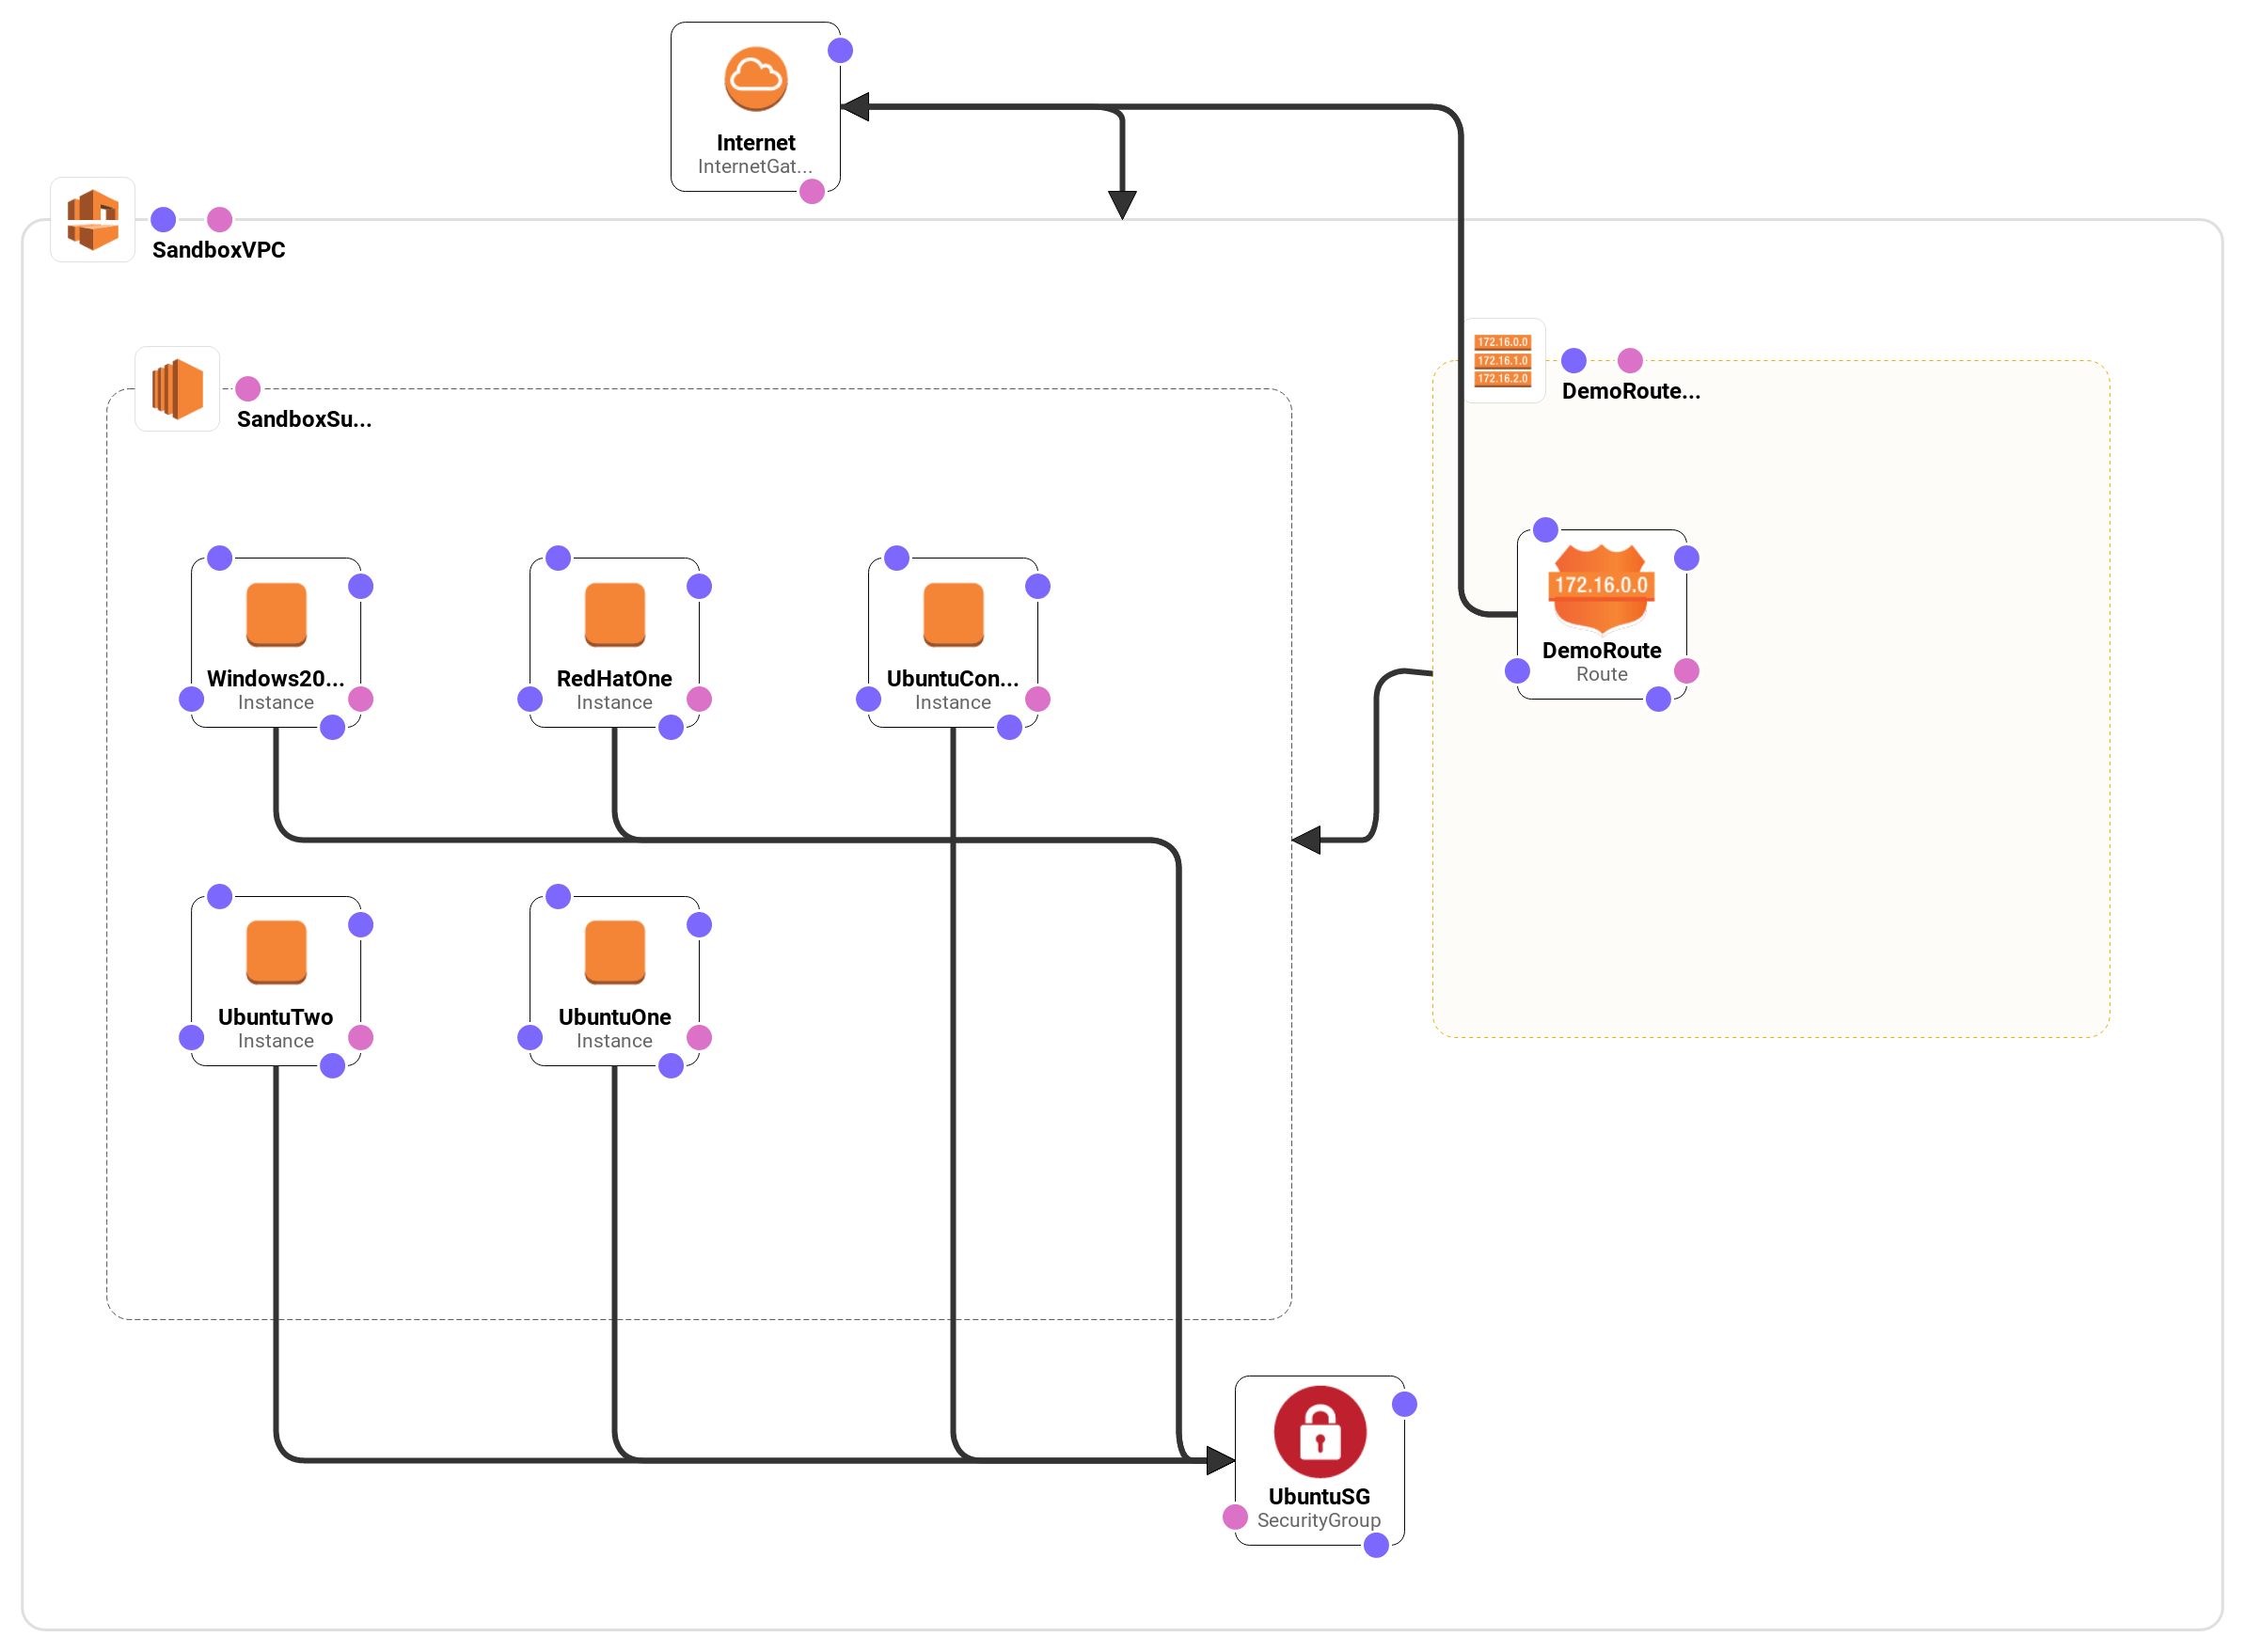 Internet
InternetGat...
SandboxVPC
172.16.0.0
172.16.1.0
172.16.2.0
DemoRoute...
SandboxSu...
172.16.0.0
DemoRoute
Route
Windows20...
Instance
RedHatOne
Instance
UbuntuCon...
Instance
UbuntuTwo
Instance
UbuntuOne
Instance
UbuntuSG
SecurityGroup